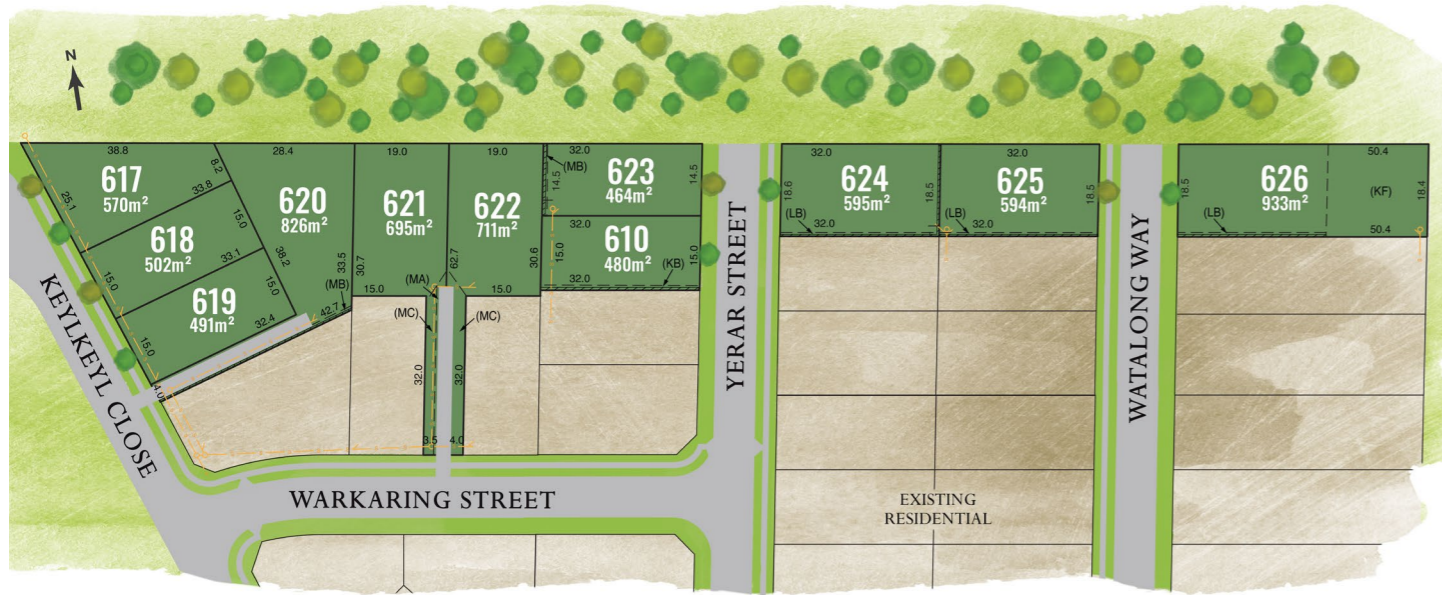 N
38.8
28.4
19.0
19.0
32.0
32.0
32.0
50.4
617
570m²
8.2
33.8
25.1
618
502m²
15.0
33.1
15.0
619
491m²
15.0
32.4
15.0
4.0
620
826m²
38.2
33.5
(MB)
42.7
621
695m²
30.7
15.0
622
711m²
62.7
30.6
15.0
(MA)
(MC)
(MC)
32.0
32.0
3.5
4.0
(MB)
14.5
623
464m²
14.5
32.0
610
480m²
15.0
15.0
32.0
(KB)
624
595m²
18.6
18.5
(LB)
32.0
625
594m²
18.5
(LB)
32.0
626
933m²
18.5
(KF)
18.4
(LB)
50.4
KEYLKEYL CLOSE
WARKARING STREET
YERAR STREET
WATALONG WAY
EXISTING
RESIDENTIAL